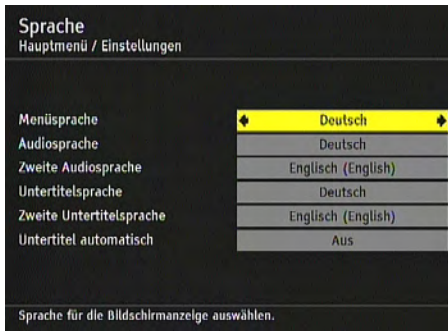 Sprache
Hauptmenü / Einstellungen
Menüsprache Deutsch
Audiosprache Deutsch
Zweite Audiosprache Englisch (English)
Untertitelsprache Deutsch
Zweite Untertitelsprache Englisch (English)
Untertitel automatisch Aus
Sprache für die Bildschirmanzeige auswählen.